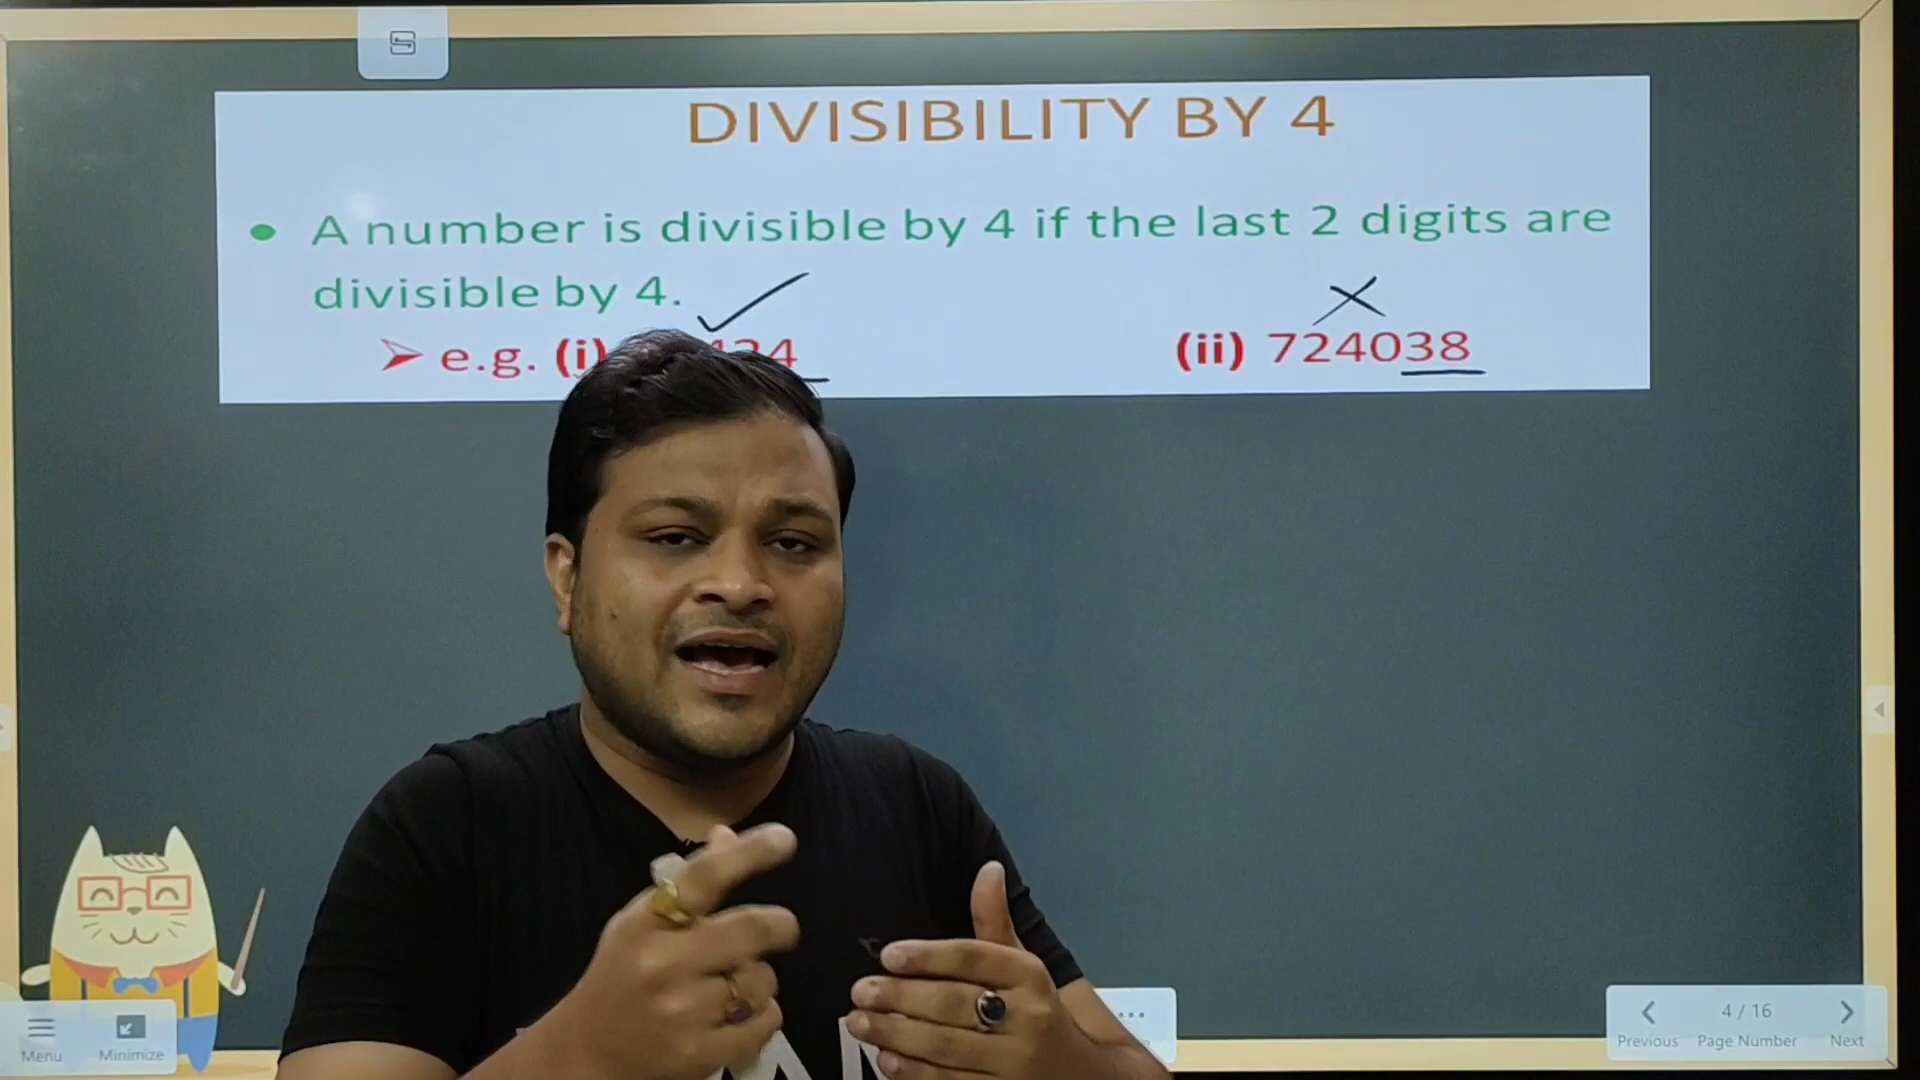 DIVISIBILITY BY 4
• A number is divisible by 4 if the last 2 digits are
divisible by 4.
➢ e.g. (i)
(ii) 724038
Menu
Minimize
4 / 16
Previous
Page Number
Next